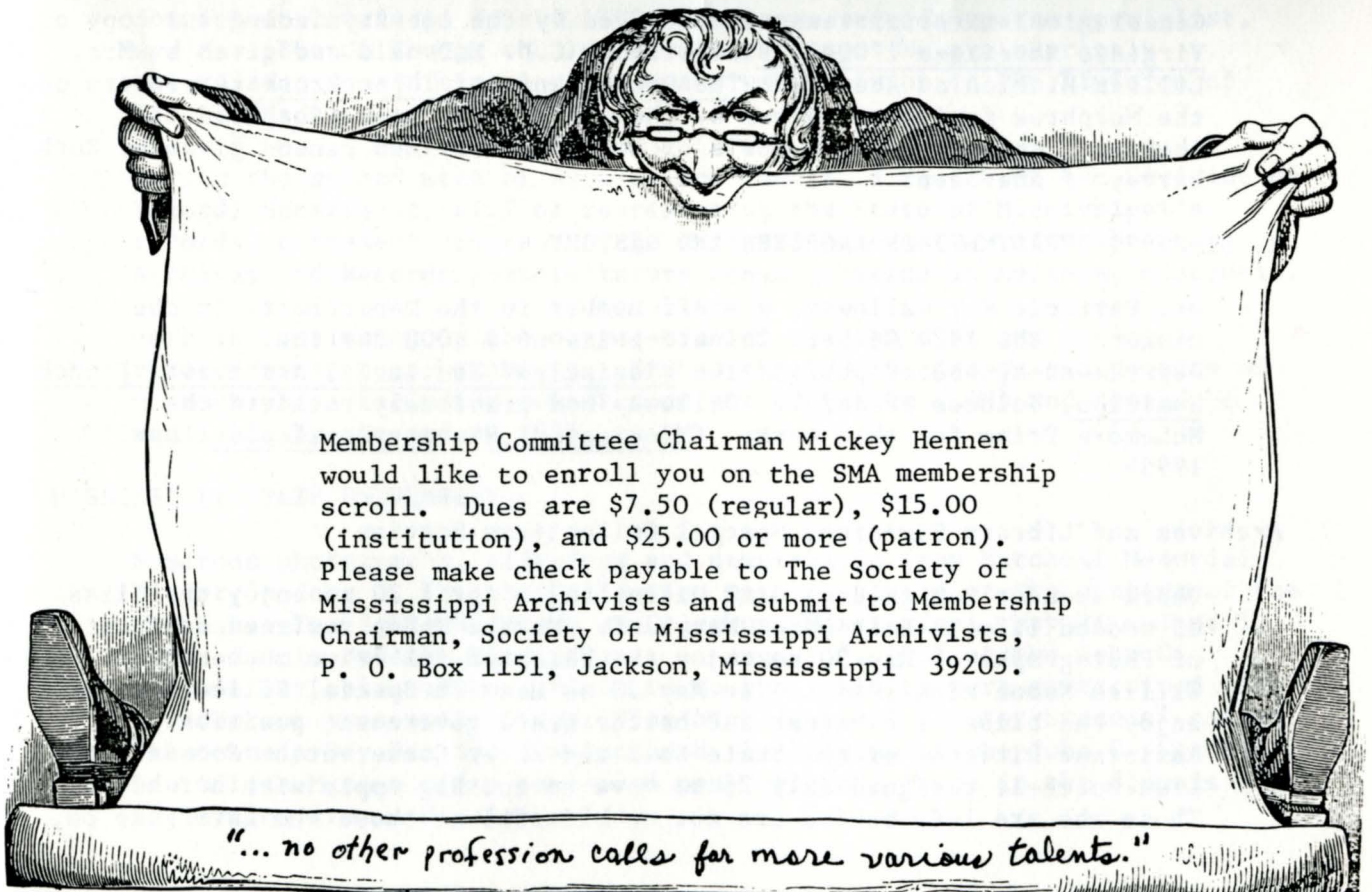 Membership Committee Chairman Mickey Hennen
would like to enroll you on the SMA membership
scroll. Dues are $7.50 (regular), $15.00
(institution), and $25.00 or more (patron).
Please make check payable to The Society of
Mississippi Archivists and submit to Membership
Chairman, Society of Mississippi Archivists,
P. O. Box 1151, Jackson, Mississippi 39205.
"... no other profession calls for more various talents."